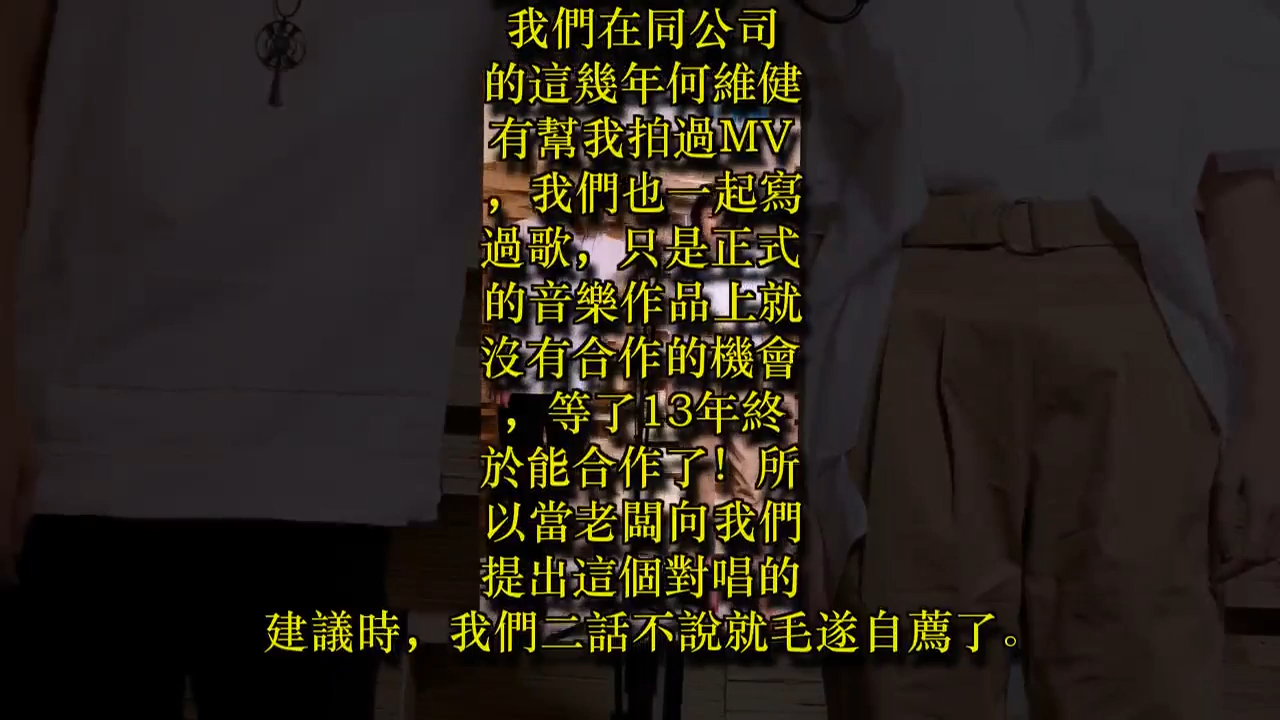 我們在同公司
的這幾年何維健
有幫我拍過MV
，我們也一起寫
過歌，只是正式
的音樂作品上就
沒有合作的機會
，等了13年終
於能合作了！所
以當老闆向我們
提出這個對唱的
建議時，我們二話不說就毛遂自薦了。